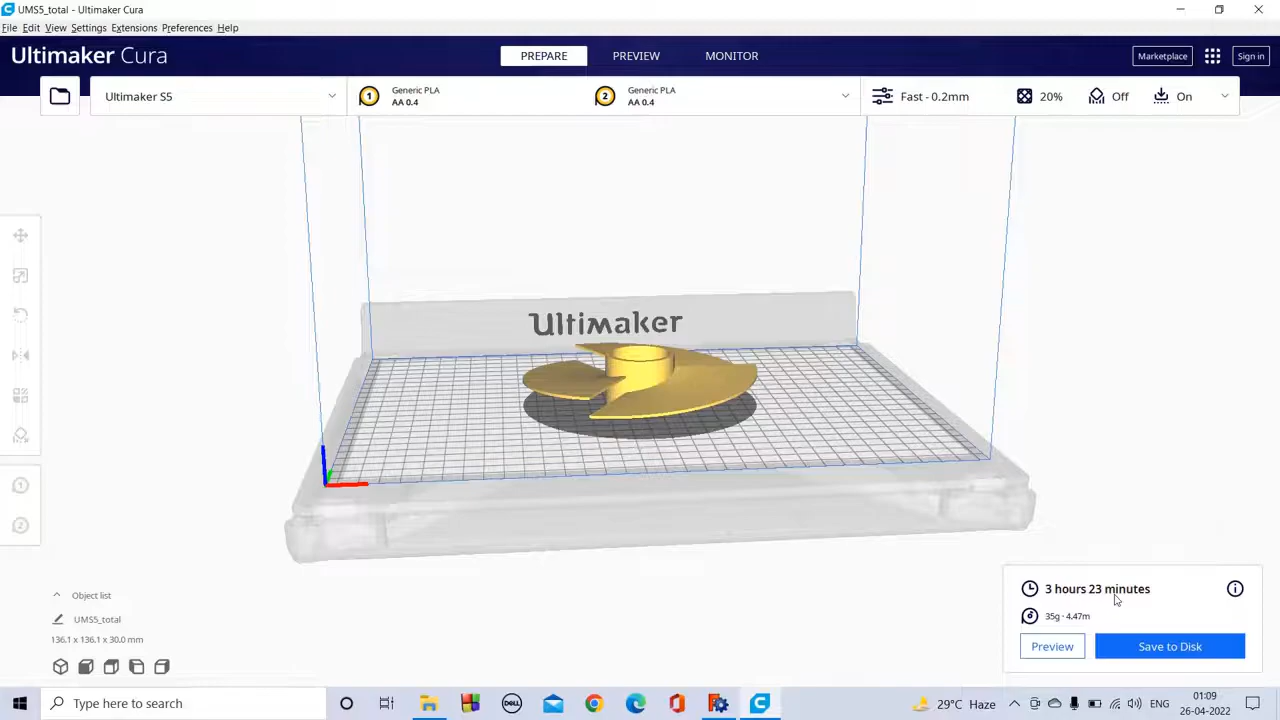 UMS5_total - Ultimaker Cura
File Edit View Settings Extensions Preferences Help
Ultimaker Cura
PREPARE
PREVIEW
MONITOR
Marketplace
Sign in
Ultimaker S5
1
Generic PLA
AA 0.4
2
Generic PLA
AA 0.4
Fast - 0.2mm
20%
Off
On
Ultimaker
1
2
Object list
UMS5_total
136.1 x 136.1 x 30.0 mm
3 hours 23 minutes
35g · 4.47m
Preview
Save to Disk
Type here to search
DELL
29°C Haze
ENG
01:09
26-04-2022